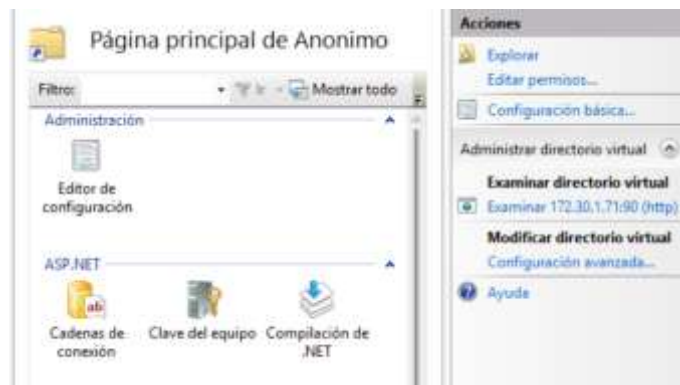 Página principal de Anonimo
Filtro:
Mostrar todo
Administración
Editor de
configuración
ASP.NET
ab
Cadenas de
conexión
Clave del equipo
Compilación de
.NET
Acciones
Explorar
Editar permisos...
Configuración básica...
Administrar directorio virtual
Examinar directorio virtual
Examinar 172.30.1.71:90 (http)
Modificar directorio virtual
Configuración avanzada...
Ayuda